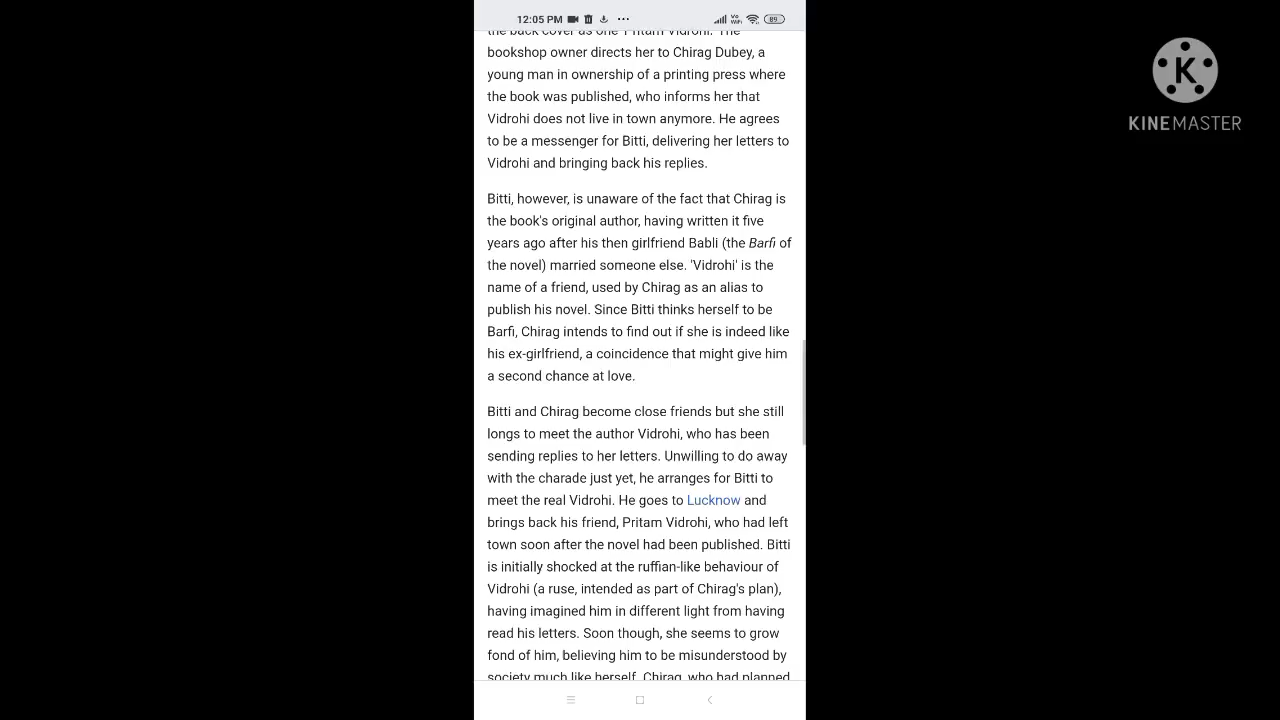 12:05 PM
Vo
WiFi
89
the back cover as one 'Pritam Vidrohi.' The
bookshop owner directs her to Chirag Dubey, a
young man in ownership of a printing press where
the book was published, who informs her that
Vidrohi does not live in town anymore. He agrees
to be a messenger for Bitti, delivering her letters to
Vidrohi and bringing back his replies.
Bitti, however, is unaware of the fact that Chirag is
the book's original author, having written it five
years ago after his then girlfriend Babli (the Barfi of
the novel) married someone else. 'Vidrohi' is the
name of a friend, used by Chirag as an alias to
publish his novel. Since Bitti thinks herself to be
Barfi, Chirag intends to find out if she is indeed like
his ex-girlfriend, a coincidence that might give him
a second chance at love.
Bitti and Chirag become close friends but she still
longs to meet the author Vidrohi, who has been
sending replies to her letters. Unwilling to do away
with the charade just yet, he arranges for Bitti to
meet the real Vidrohi. He goes to Lucknow and
brings back his friend, Pritam Vidrohi, who had left
town soon after the novel had been published. Bitti
is initially shocked at the ruffian-like behaviour of
Vidrohi (a ruse, intended as part of Chirag's plan),
having imagined him in different light from having
read his letters. Soon though, she seems to grow
fond of him, believing him to be misunderstood by
society much like herself. Chirag, who had planned
K
KINEMASTER